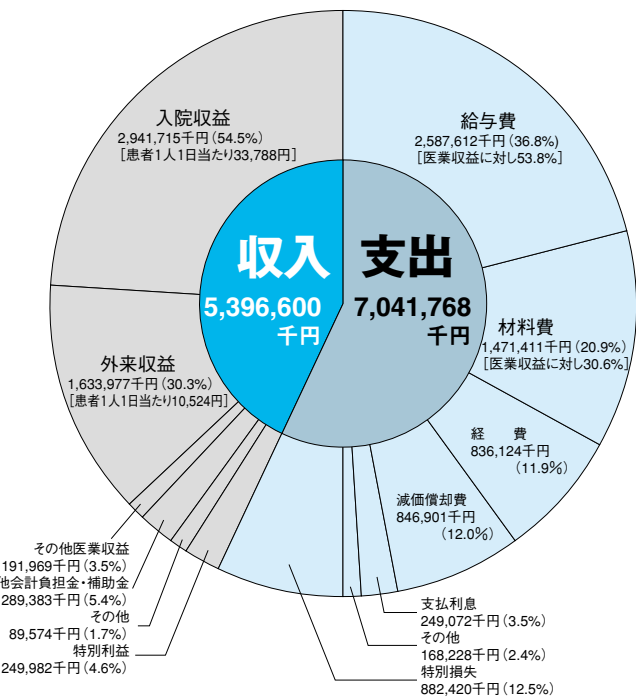 収入
5,396,600
千円
入院収益
2,941,715千円(54.5%)
[患者1人1日当たり33,788円]
外来収益
1,633,977千円(30.3%)
[患者1人1日当たり10,524円]
その他医業収益
191,969千円(3.5%)
会計負担金・補助金
289,383千円(5.4%)
その他
89,574千円(1.7%)
特別利益
249,982千円(4.6%)
支出
7,041,768
千円
給与費
2,587,612千円(36.8%)
[医業収益に対し53.8%]
材料費
1,471,411千円(20.9%)
[医業収益に対し30.6%]
経 費
836,124千円
(11.9%)
減価償却費
846,901千円
(12.0%)
支払利息
249,072千円(3.5%)
その他
168,228千円(2.4%)
特別損失
882,420千円(12.5%)